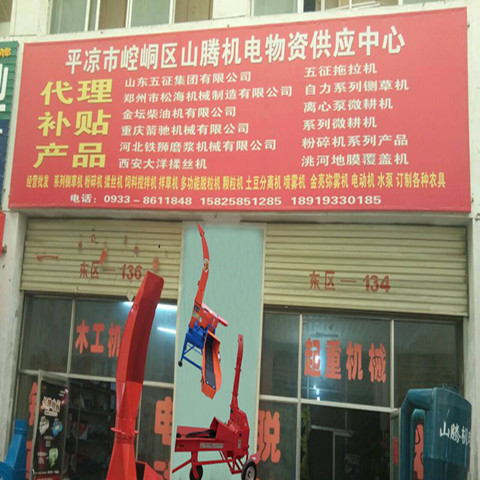 平凉市崆峒区山腾机电物资供应中心
代理
补贴
产品
山东五征集团有限公司
郑州市松海机械制造有限公司
金坛柴油机有限公司
重庆箭驰机械有限公司
河北铁狮磨浆机械有限公司
西安大洋揉丝机
五征拖拉机
自力系列铡草机
离心泵微耕机
系列微耕机
粉碎机系列产品
洮河地膜覆盖机
经营批发 系列铡草机 粉碎机 揉丝机 饲料搅拌机 拌草机 多功能脱粒机 颗粒机 土豆分离机 喷雾机 金亮弥雾机 电动机 水泵 订制各种农具
电话：0933-8611848 15825851285 18919330185
东区—136
东区—134
木工机
起重机械
税
山腾机